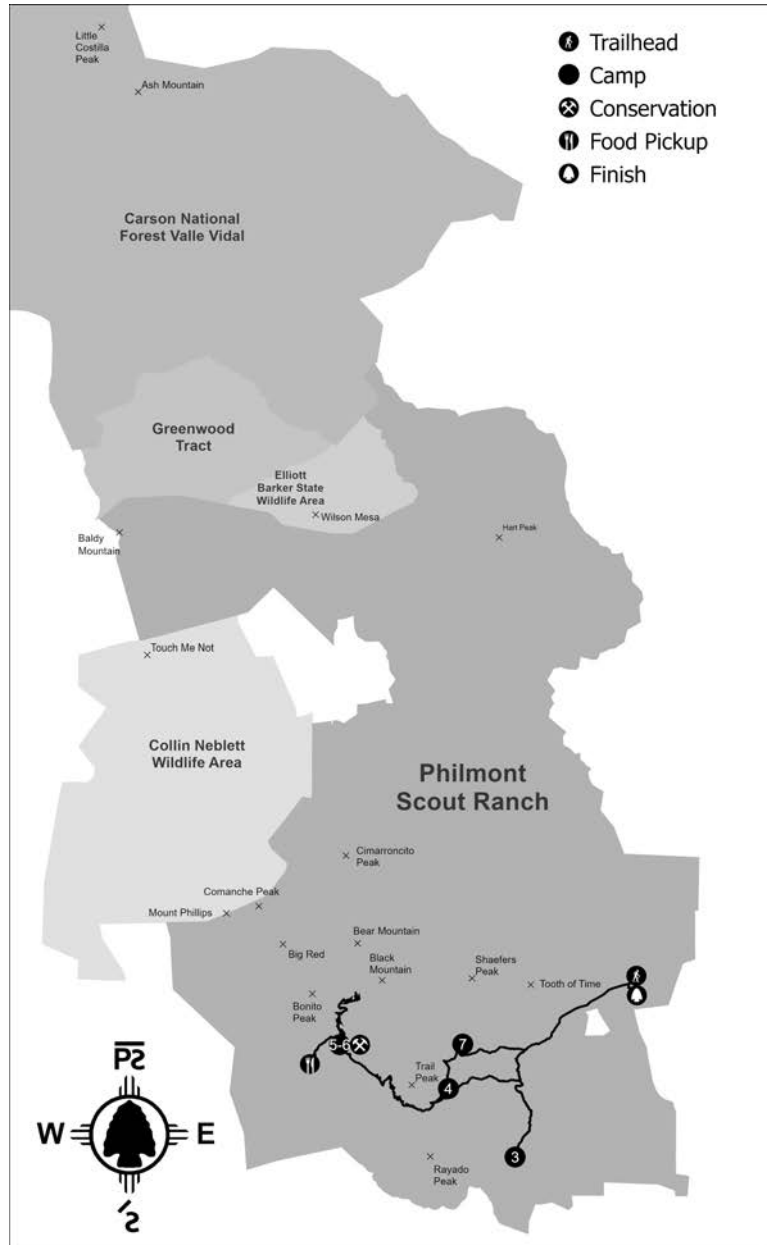 Little
Costilla
Peak
Ash Mountain
Trailhead
Camp
Conservation
Food Pickup
Finish
Carson National
Forest Valle Vidal
Greenwood
Tract
Elliott
Barker State
Wildlife Area
Wilson Mesa
Hart Peak
Baldy
Mountain
Touch Me Not
Collin Neblett
Wildlife Area
Philmont
Scout Ranch
Cimarroncito
Peak
Comanche Peak
Mount Phillips
Bear Mountain
Big Red
Black
Mountain
Shaefers
Peak
Tooth of Time
Bonito
Peak
5-6
7
Trail
Peak
4
3
Rayado
Peak
W
E